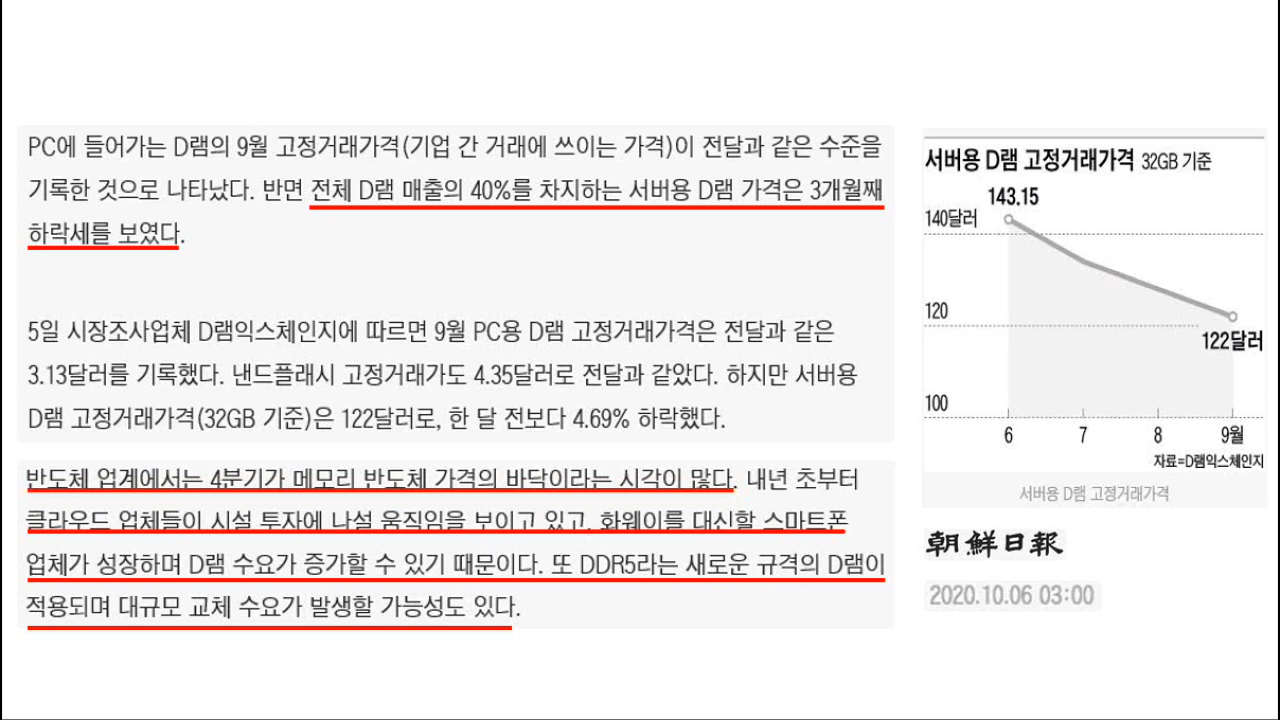 PC에 들어가는 D램의 9월 고정거래가격(기업 간 거래에 쓰이는 가격)이 전달과 같은 수준을
기록한 것으로 나타났다. 반면 전체 D램 매출의 40%를 차지하는 서버용 D램 가격은 3개월째
하락세를 보였다.
5일 시장조사업체 D램익스체인지에 따르면 9월 PC용 D램 고정거래가격은 전달과 같은
3.13달러를 기록했다. 낸드플래시 고정거래가도 4.35달러로 전달과 같았다. 하지만 서버용
D램 고정거래가격(32GB 기준)은 122달러로, 한 달 전보다 4.69% 하락했다.
반도체 업계에서는 4분기가 메모리 반도체 가격의 바닥이라는 시각이 많다. 내년 초부터
클라우드 업체들이 시설 투자에 나설 움직임을 보이고 있고, 화웨이를 대신할 스마트폰
업체가 성장하며 D램 수요가 증가할 수 있기 때문이다. 또 DDR5라는 새로운 규격의 D램이
적용되며 대규모 교체 수요가 발생할 가능성도 있다.
서버용 D램 고정거래가격 32GB 기준
143.15
140달러
120
122달러
100
6 7 8 9월
자료=D램익스체인지
서버용 D램 고정거래가격
朝鮮日報
2020.10.06 03:00